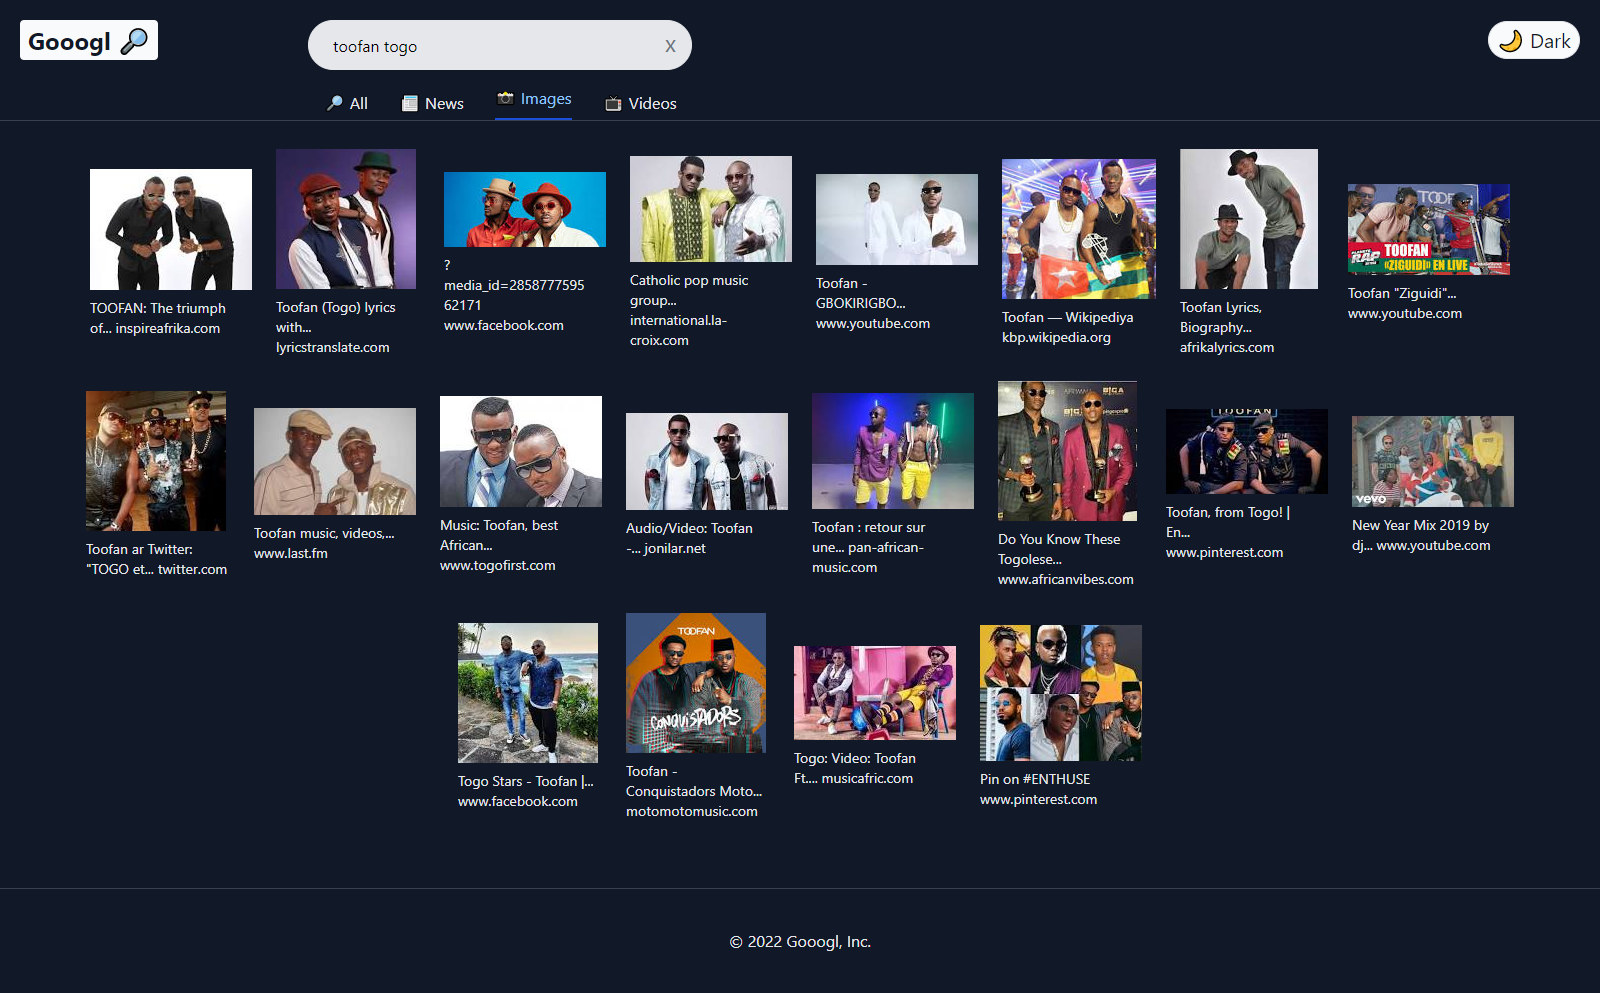 Gooogl
toofan togo
X
Dark
All
News
Images
Videos
TOOFAN: The triumph
of... inspireafrika.com
Toofan (Togo) lyrics
with...
lyricstranslate.com
?
media_id=2858777595
62171
www.facebook.com
Catholic pop music
group...
international.la-
croix.com
Toofan -
GBOKIRIGBO...
www.youtube.com
Toofan — Wikipediya
kbp.wikipedia.org
Toofan Lyrics,
Biography...
afrikalyrics.com
TOOFAN
"ZIGUIDI" EN LIVE
Toofan "Ziguidi"...
www.youtube.com
Toofan ar Twitter:
"TOGO et... twitter.com
Toofan music, videos,...
www.last.fm
Music: Toofan, best
African...
www.togofirst.com
Audio/Video: Toofan
-... jonilar.net
Toofan : retour sur
une... pan-african-
music.com
Do You Know These
Togolese...
www.africanvibes.com
TOOFAN
Toofan, from Togo! |
En...
www.pinterest.com
vevo
New Year Mix 2019 by
dj... www.youtube.com
Togo Stars - Toofan |...
www.facebook.com
TOOFAN
CONQUISTADORS
Toofan -
Conquistadors Moto...
motomotomusic.com
Togo: Video: Toofan
Ft.... musicafric.com
Pin on #ENTHUSE
www.pinterest.com
© 2022 Gooogl, Inc.